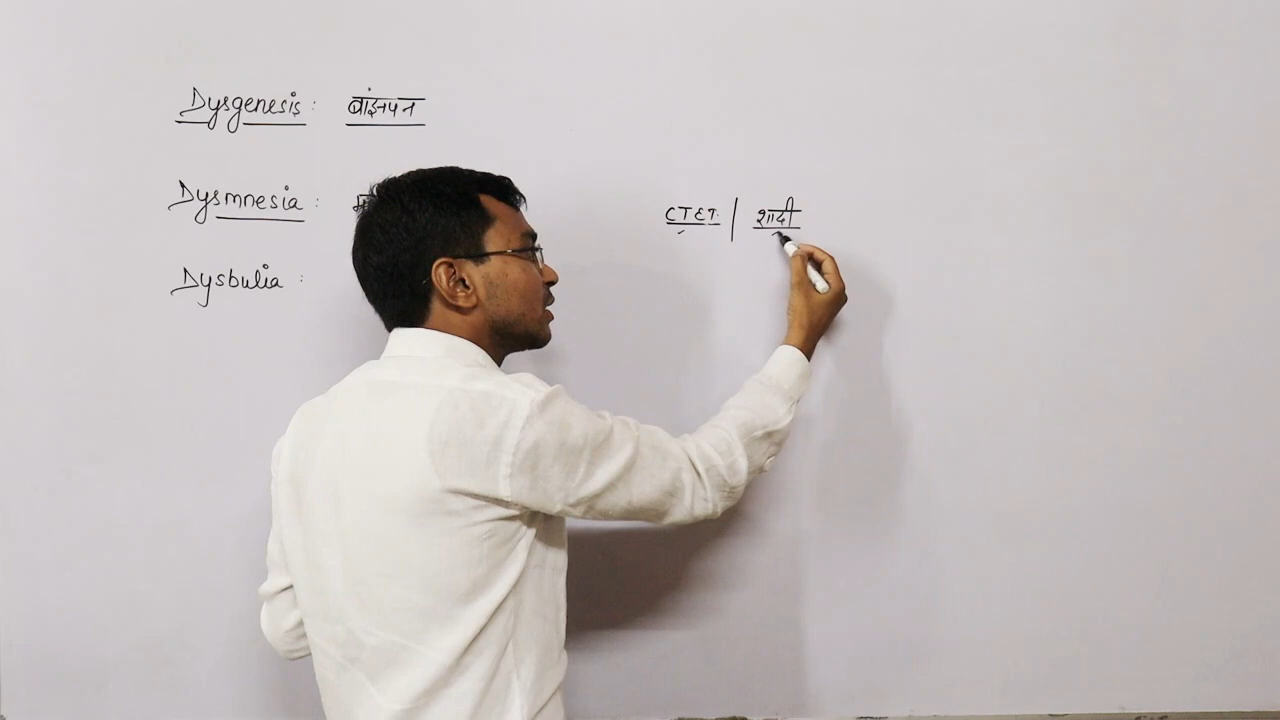 Dysgenesis : बांझपन
Dysmnesia :
CTET | शादी
Dysbulia :